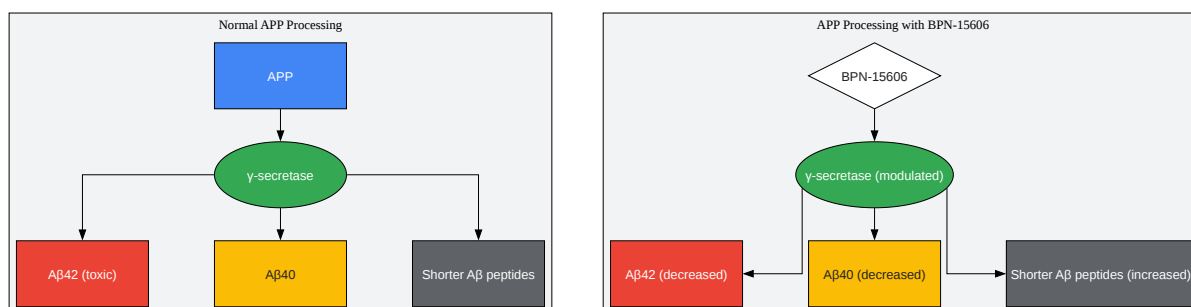 Normal APP Processing
APP
γ-secretase
Aβ42 (toxic)
Aβ40
Shorter Aβ peptides
APP Processing with BPN-15606
BPN-15606
γ-secretase (modulated)
Aβ42 (decreased)
Aβ40 (decreased)
Shorter Aβ peptides (increased)